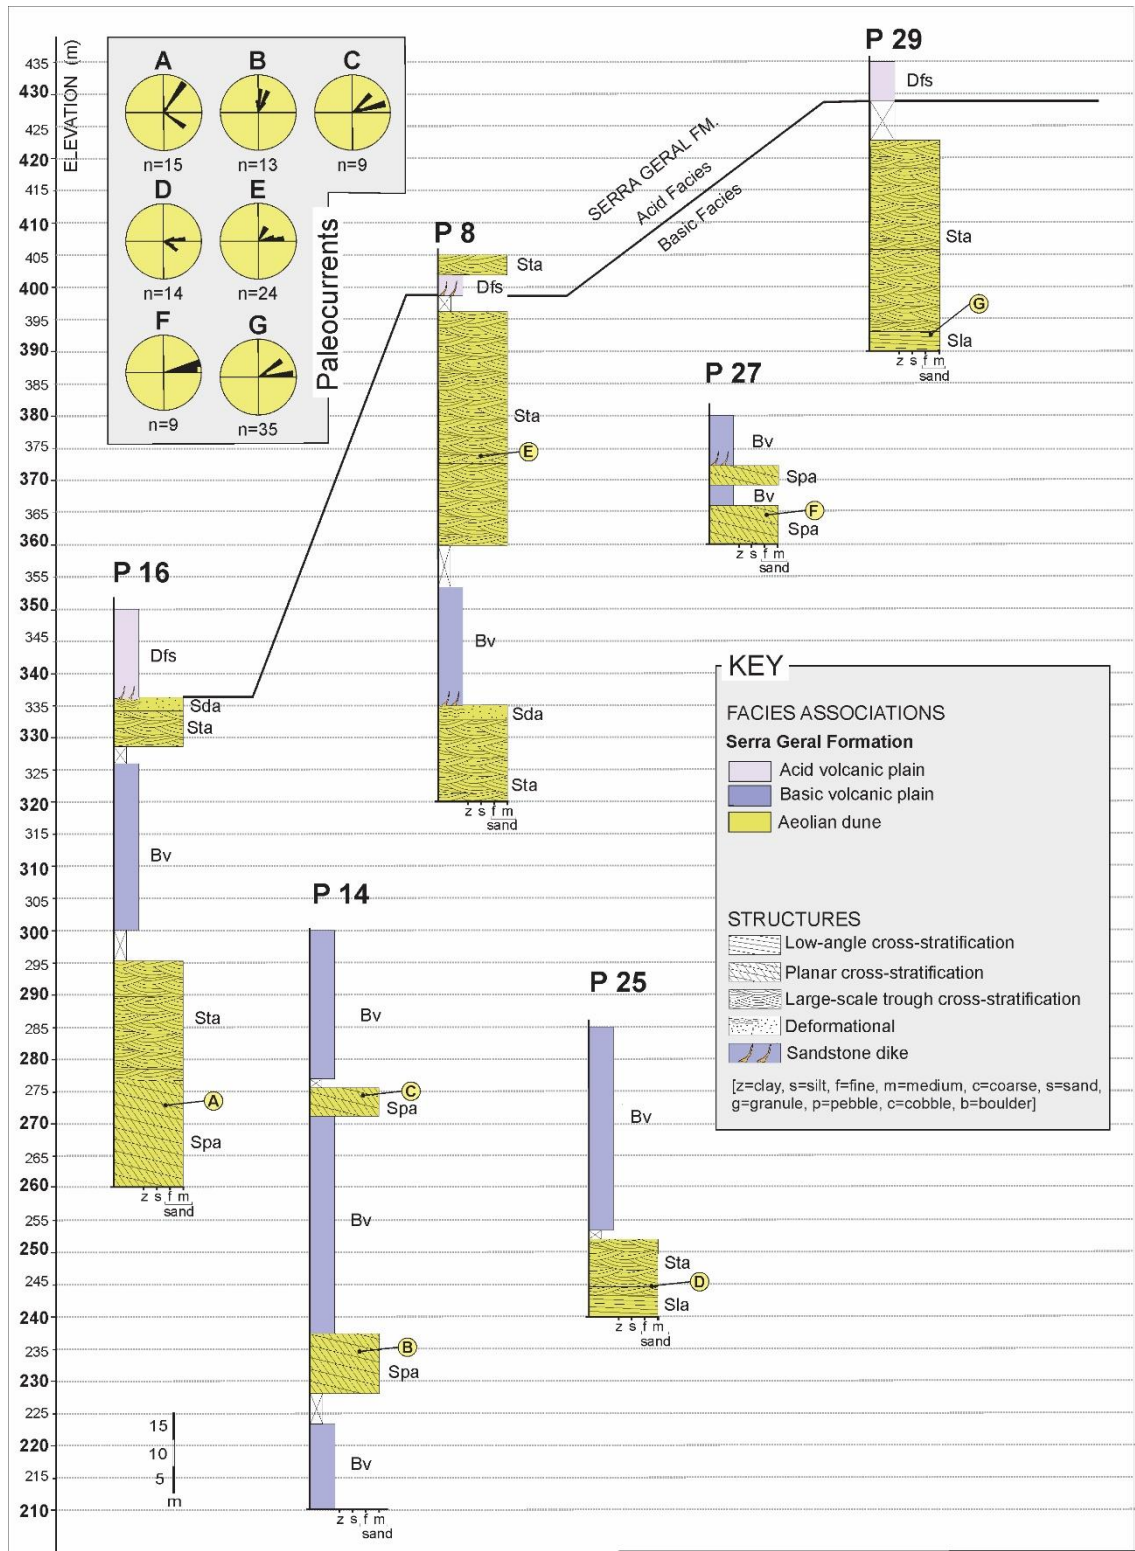 ELEVATION (m)
435
430
425
420
415
410
405
400
395
390
385
380
375
370
365
360
355
350
345
340
335
330
325
320
315
310
305
300
295
290
285
280
275
270
265
260
255
250
245
240
235
230
225
220
215
210
A B C
n=15 n=13 n=9
D E
n=14 n=24
F G
n=9 n=35
Paleocurrents
SERRA GERAL FM.
Acid Facies
Basic Facies
P 29
Dfs
Sta
G
Sla
z s f m
sand
P 8
Sta
Dfs
Sta
E
Bv
Sda
Sta
z s f m
sand
P 27
Bv
Spa
Bv
F
Spa
z s f m
sand
P 16
Dfs
Sda
Sta
Bv
Sta
A
Spa
z s f m
sand
P 14
Bv
C
Spa
Bv
B
Spa
Bv
z s f m
sand
P 25
Bv
Sta
D
Sla
z s f m
sand
15
10
5
m
KEY
FACIES ASSOCIATIONS
Serra Geral Formation
Acid volcanic plain
Basic volcanic plain
Aeolian dune
STRUCTURES
Low-angle cross-stratification
Planar cross-stratification
Large-scale trough cross-stratification
Deformational
Sandstone dike
[z=clay, s=silt, f=fine, m=medium, c=coarse, s=sand,
g=granule, p=pebble, c=cobble, b=boulder]